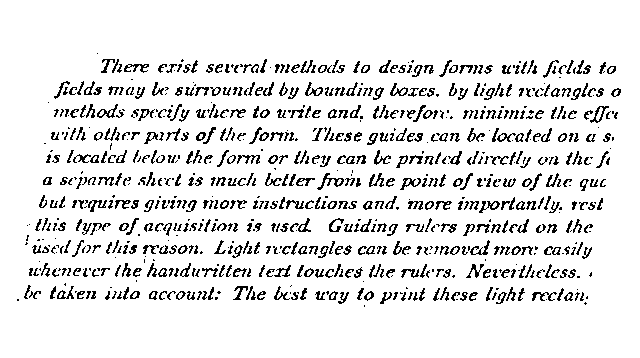 There exist several methods to design forms with fields to
fields may be surrounded by bounding boxes, by light rectangles o
methods specify where to write and, therefore, minimize the effe
with other parts of the form. These guides can be located on a s
is located below the form or they can be printed directly on the f
a separate sheet is much better from the point of view of the qua
but requires giving more instructions and, more importantly, rest
this type of acquisition is used. Guiding rulers printed on the
used for this reason. Light rectangles can be removed more easily
whenever the handwritten text touches the rulers. Nevertheless,
be taken into account: The best way to print these light rectan